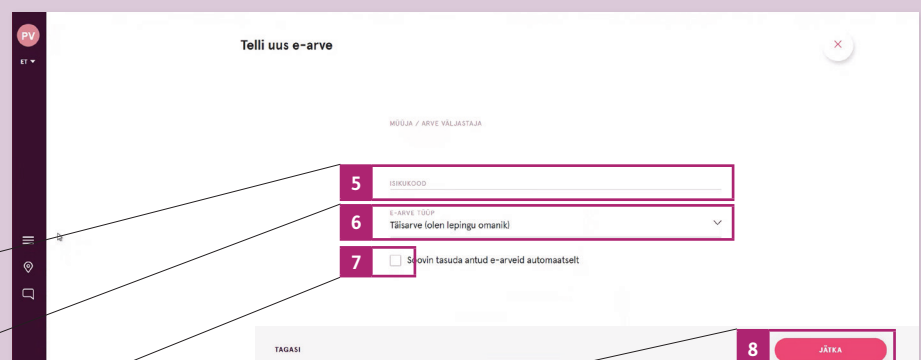 PV
ET
Telli uus e-arve
MÜÜJA / ARVE VÄLJASTAJA
5
ISIKUKOOD
6
E-ARVE TÜÜP
Täisarve (olen lepingu omanik)
7
Soovin tasuda antud e-arveid automaatselt
TAGASI
8
JÄTKA